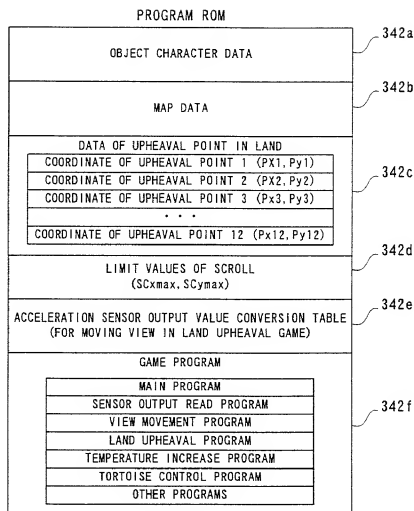 PROGRAM ROM
342a
OBJECT CHARACTER DATA
342b
MAP DATA
DATA OF UPHEAVAL POINT IN LAND
COORDINATE OF UPHEAVAL POINT 1 (PX1, Py1)
COORDINATE OF UPHEAVAL POINT 2 (PX2, Py2)
COORDINATE OF UPHEAVAL POINT 3 (Px3, Py3)
· · ·
COORDINATE OF UPHEAVAL POINT 12 (Px12, Py12)
342c
342d
LIMIT VALUES OF SCROLL
(SCxmax, SCymax)
342e
ACCELERATION SENSOR OUTPUT VALUE CONVERSION TABLE
(FOR MOVING VIEW IN LAND UPHEAVAL GAME)
GAME PROGRAM
MAIN PROGRAM
SENSOR OUTPUT READ PROGRAM
VIEW MOVEMENT PROGRAM
LAND UPHEAVAL PROGRAM
TEMPERATURE INCREASE PROGRAM
TORTOISE CONTROL PROGRAM
OTHER PROGRAMS
342f